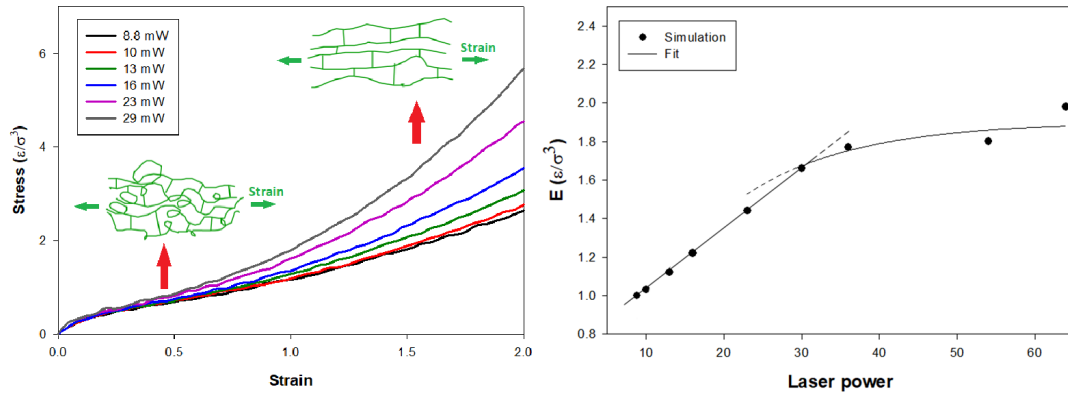 8.8 mW
10 mW
13 mW
16 mW
23 mW
29 mW
Strain
Strain
Stress (ε/σ³)
6
4
2
0
0.0 0.5 1.0 1.5 2.0
Strain
Simulation
Fit
E (ε/σ³)
2.4
2.2
2.0
1.8
1.6
1.4
1.2
1.0
0.8
10 20 30 40 50 60
Laser power